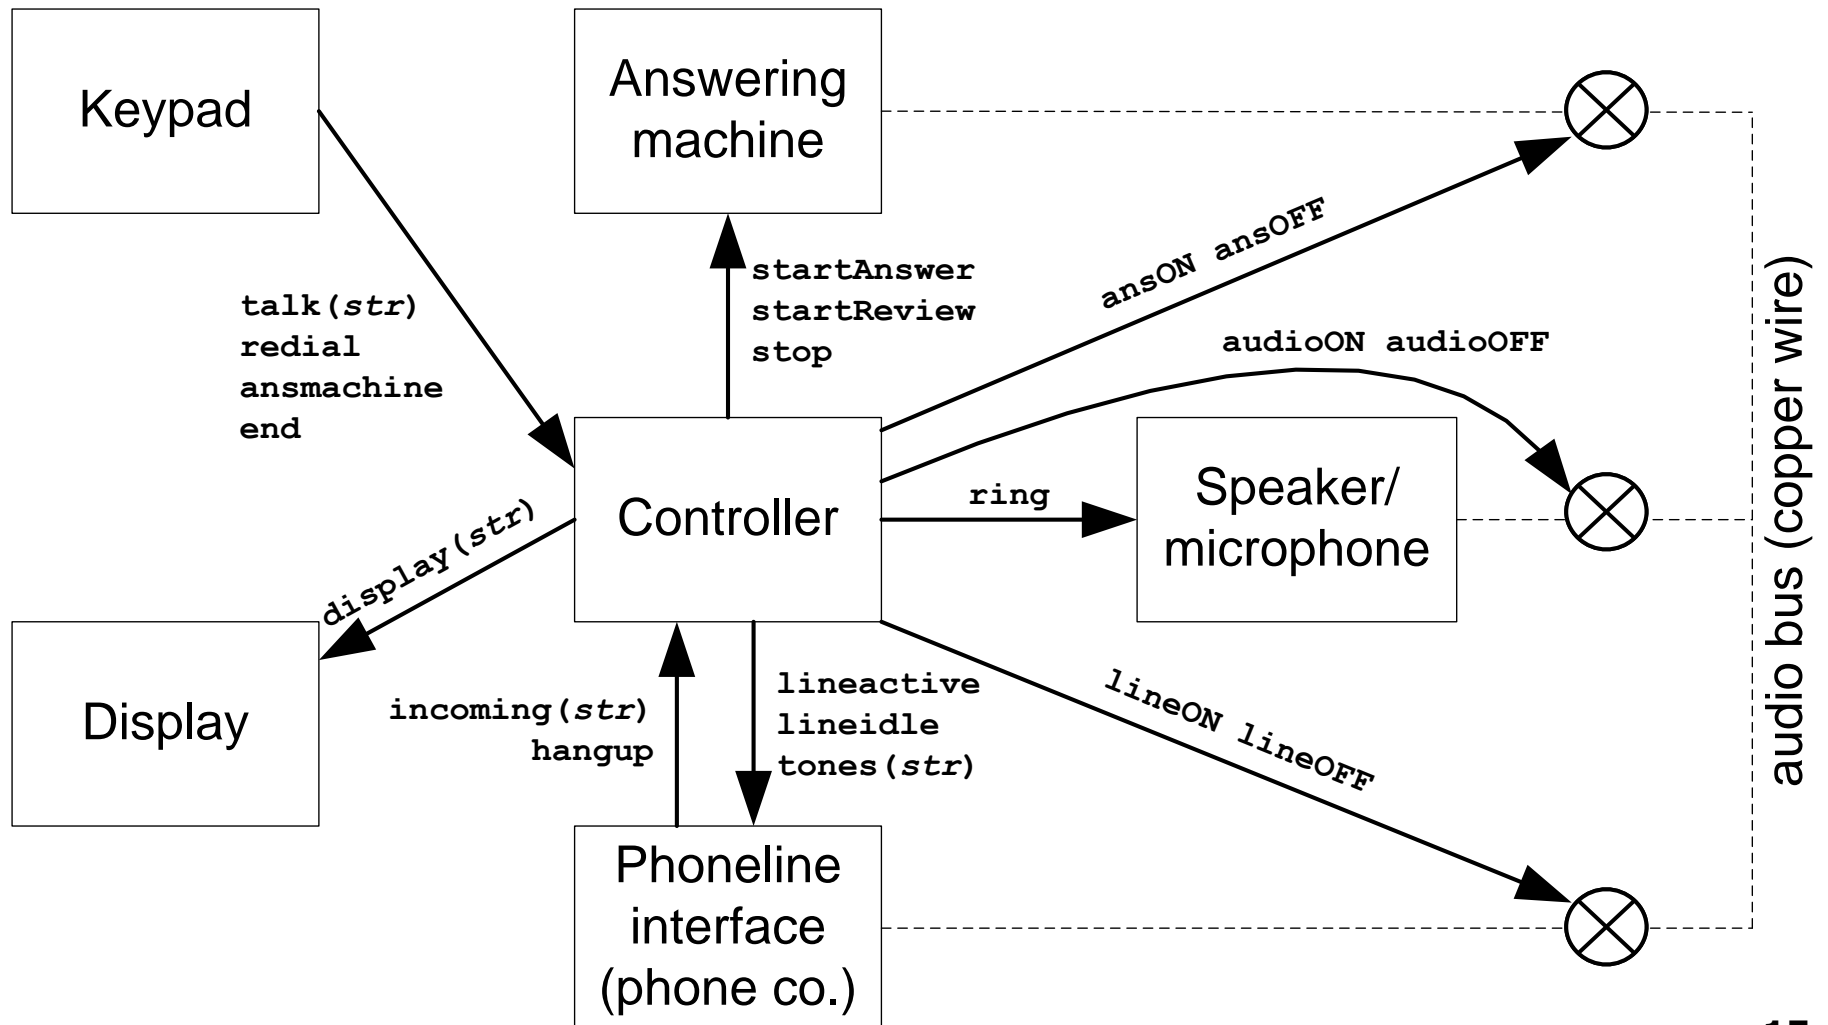 Keypad
Answering
machine
talk(str)
redial
ansmachine
end
startAnswer
startReview
stop
ansON ansOFF
audioON audioOFF
Controller
ring
Speaker/
microphone
audio bus (copper wire)
display(str)
Display
incoming(str)
hangup
lineactive
lineidle
tones(str)
lineON lineOFF
Phoneline
interface
(phone co.)